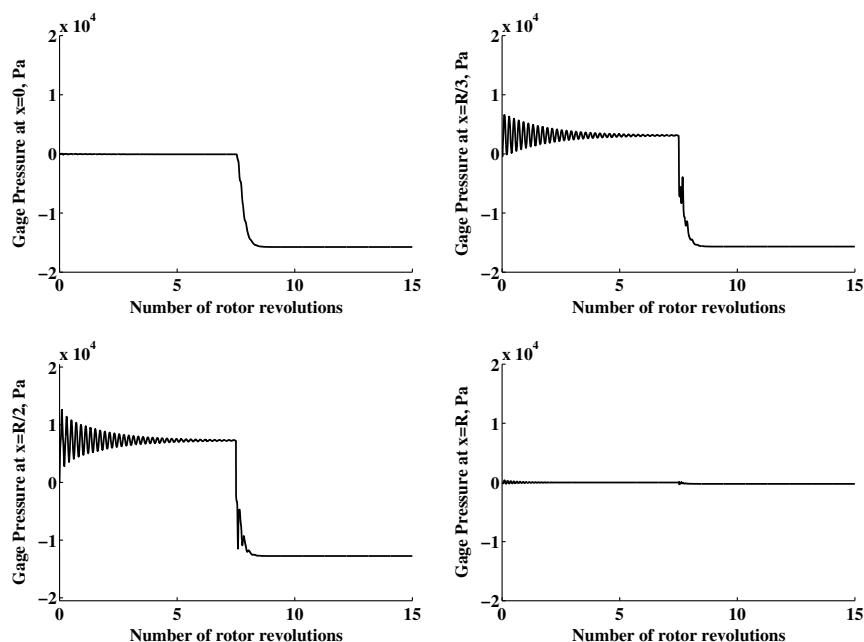 x 10^4
Gage Pressure at x=0, Pa
2
1
0
−1
−2
0 5 10 15
Number of rotor revolutions
x 10^4
Gage Pressure at x=R/3, Pa
2
1
0
−1
−2
0 5 10 15
Number of rotor revolutions
x 10^4
Gage Pressure at x=R/2, Pa
2
1
0
−1
−2
0 5 10 15
Number of rotor revolutions
x 10^4
Gage Pressure at x=R, Pa
2
1
0
−1
−2
0 5 10 15
Number of rotor revolutions